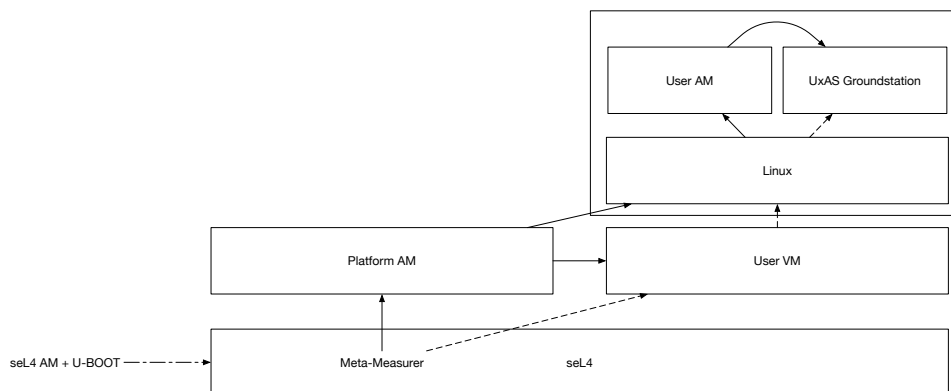 User AM
UxAS Groundstation
Linux
Platform AM
User VM
seL4 AM + U-BOOT
Meta-Measurer
seL4